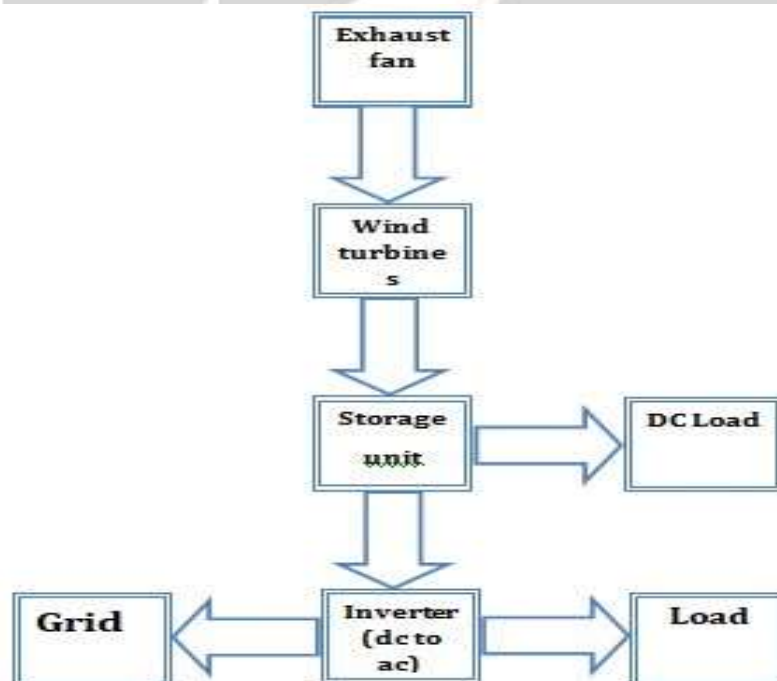 Exhaust
fan
Wind
turbine
s
Storage
unit
DC Load
Grid
Inverter
(dc to
ac)
Load